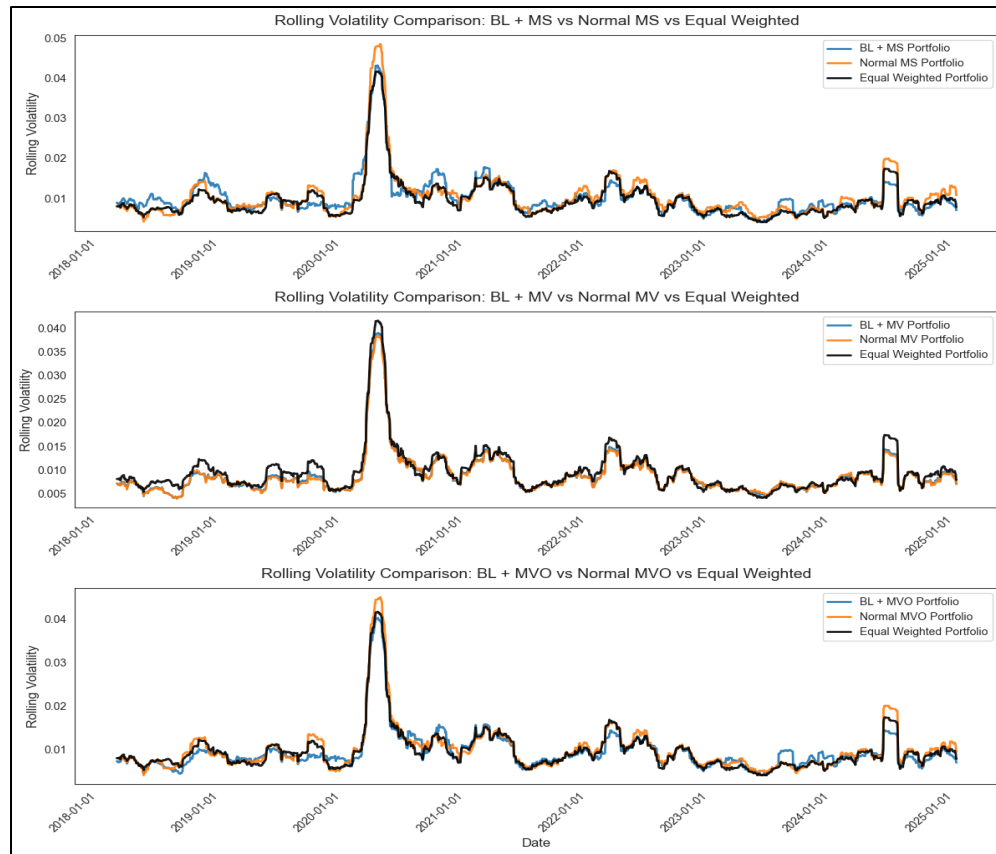 Rolling Volatility Comparison: BL + MS vs Normal MS vs Equal Weighted
0.05
0.04
0.03
0.02
0.01
Rolling Volatility
BL + MS Portfolio
Normal MS Portfolio
Equal Weighted Portfolio
2018-01-01
2019-01-01
2020-01-01
2021-01-01
2022-01-01
2023-01-01
2024-01-01
2025-01-01
Rolling Volatility Comparison: BL + MV vs Normal MV vs Equal Weighted
0.040
0.035
0.030
0.025
0.020
0.015
0.010
0.005
Rolling Volatility
BL + MV Portfolio
Normal MV Portfolio
Equal Weighted Portfolio
2018-01-01
2019-01-01
2020-01-01
2021-01-01
2022-01-01
2023-01-01
2024-01-01
2025-01-01
Rolling Volatility Comparison: BL + MVO vs Normal MVO vs Equal Weighted
0.04
0.03
0.02
0.01
Rolling Volatility
BL + MVO Portfolio
Normal MVO Portfolio
Equal Weighted Portfolio
2018-01-01
2019-01-01
2020-01-01
2021-01-01
2022-01-01
2023-01-01
2024-01-01
2025-01-01
Date